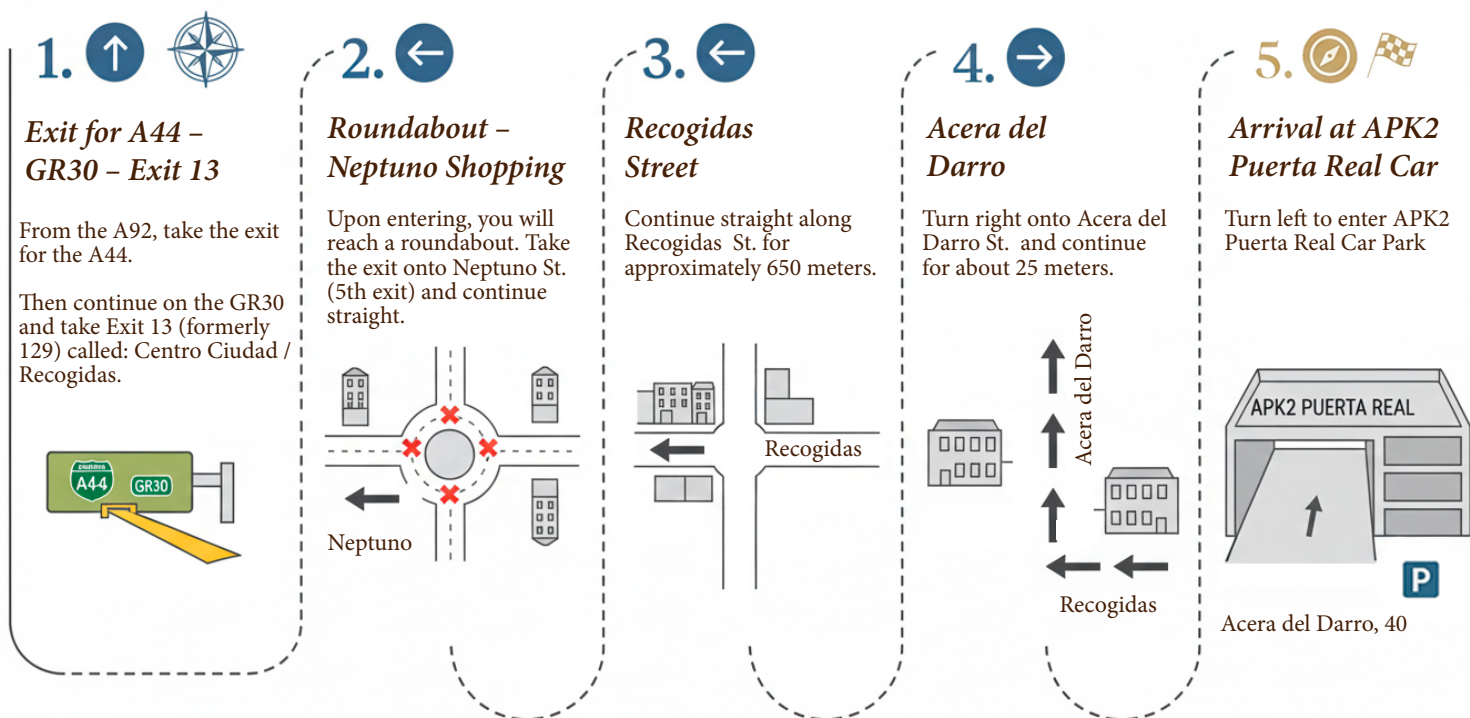 1.
Exit for A44 –
GR30 – Exit 13
From the A92, take the exit
for the A44.
Then continue on the GR30
and take Exit 13 (formerly
129) called: Centro Ciudad /
Recogidas.
A44
GR30
2.
Roundabout –
Neptuno Shopping
Upon entering, you will
reach a roundabout. Take
the exit onto Neptuno St.
(5th exit) and continue
straight.
Neptuno
3.
Recogidas
Street
Continue straight along
Recogidas St. for
approximately 650 meters.
Recogidas
4.
Acera del
Darro
Turn right onto Acera del
Darro St. and continue
for about 25 meters.
Acera del Darro
Recogidas
5.
Arrival at APK2
Puerta Real Car
Turn left to enter APK2
Puerta Real Car Park
APK2 PUERTA REAL
P
Acera del Darro, 40